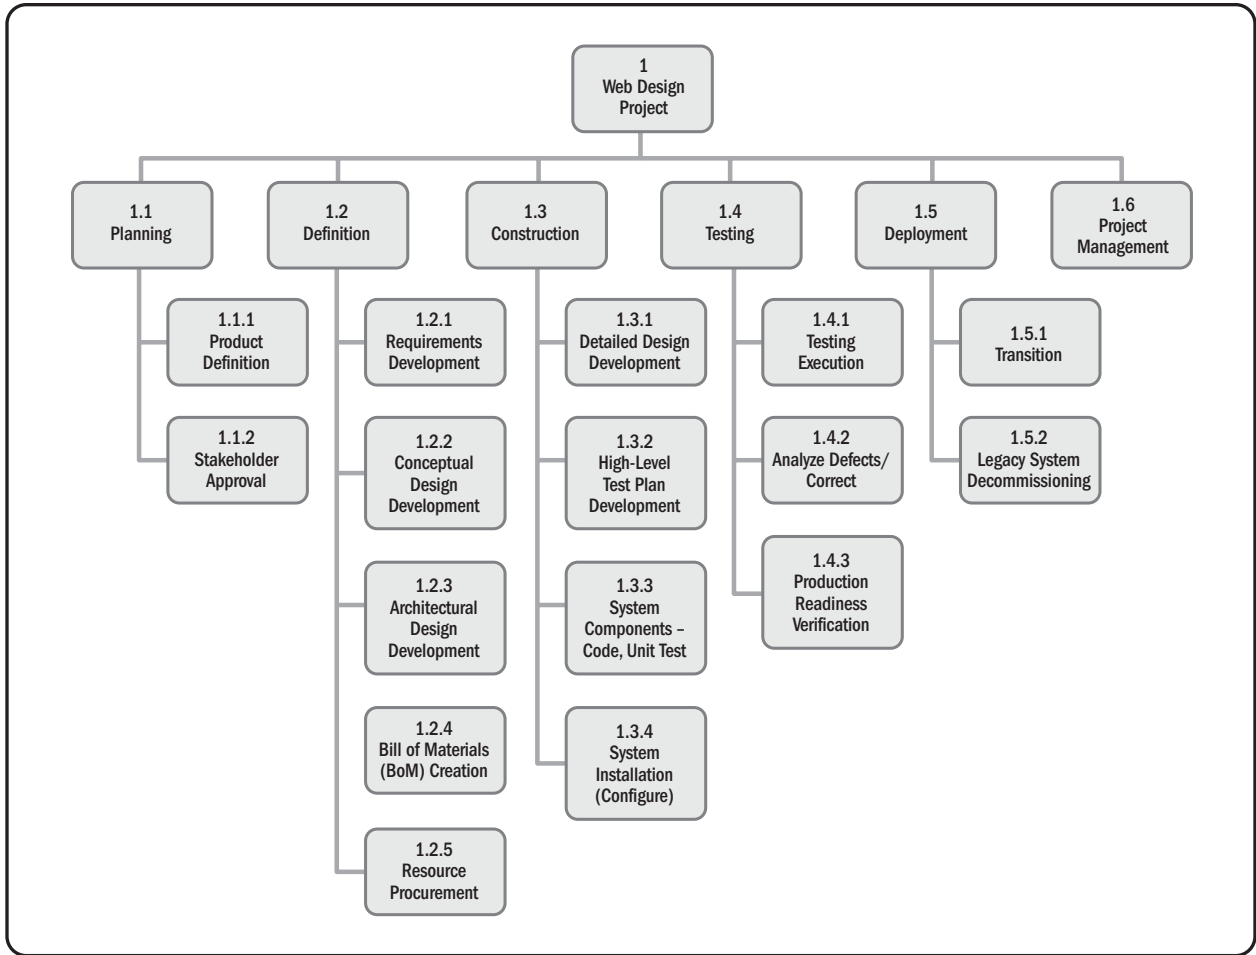 1
Web Design
Project
1.1
Planning
1.2
Definition
1.3
Construction
1.4
Testing
1.5
Deployment
1.6
Project
Management
1.1.1
Product
Definition
1.1.2
Stakeholder
Approval
1.2.1
Requirements
Development
1.2.2
Conceptual
Design
Development
1.2.3
Architectural
Design
Development
1.2.4
Bill of Materials
(BoM) Creation
1.2.5
Resource
Procurement
1.3.1
Detailed Design
Development
1.3.2
High-Level
Test Plan
Development
1.3.3
System
Components –
Code, Unit Test
1.3.4
System
Installation
(Configure)
1.4.1
Testing
Execution
1.4.2
Analyze Defects/
Correct
1.4.3
Production
Readiness
Verification
1.5.1
Transition
1.5.2
Legacy System
Decommissioning